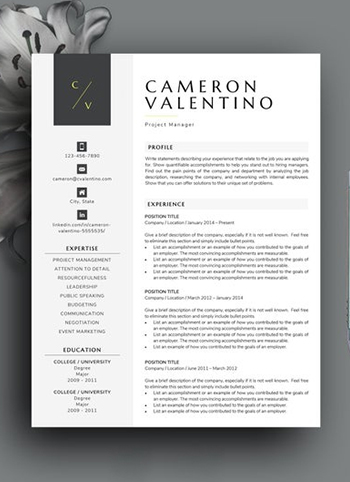 C
V
123-456-7890
cameron@cvalentino.com
City, State
linkedin.com/in/cameron-
valentino-5555535/
EXPERTISE
PROJECT MANAGEMENT
ATTENTION TO DETAIL
RESOURCEFULNESS
LEADERSHIP
PUBLIC SPEAKING
BUDGETING
COMMUNICATION
NEGOTIATION
EVENT MARKETING
EDUCATION
COLLEGE / UNIVERSITY
Degree
Major
2009 - 2011
COLLEGE / UNIVERSITY
Degree
Major
2009 - 2011
CAMERON
VALENTINO
Project Manager
PROFILE
Write statements describing your experience that relate to the job you are applying
for. Show quantifiable accomplishments to help you stand out to hiring managers.
Find out the pain points of the company and department by analyzing the job
description, researching the company, and networking with internal employees.
Show that you can offer solutions to their unique set of problems.
EXPERIENCE
POSITION TITLE
Company / Location / January 2014 - Present
Give a brief description of the company, especially if it is not well known. Feel free
to eliminate this section and simply include bullet points.
• List an accomplishment or an example of how you contributed to the goals of
an employer. The most convincing accomplishments are measurable.
• List an accomplishment or an example of how you contributed to the goals of
an employer. The most convincing accomplishments are measurable.
• List an accomplishment or an example of how you contributed to the goals of
an employer. The most convincing accomplishments are measurable.
POSITION TITLE
Company / Location / March 2012 - January 2014
Give a brief description of the company, especially if it is not well known. Feel free
to eliminate this section and simply include bullet points.
• List an accomplishment or an example of how you contributed to the goals of
an employer. The most convincing accomplishments are measurable.
• List an accomplishment or an example of how you contributed to the goals of
an employer. The most convincing accomplishments are measurable.
• List an example of how you contributed to the goals of an employer.
POSITION TITLE
Company / Location / June 2011 - March 2012
Give a brief description of the company, especially if it is not well known. Feel free
to eliminate this section and simply include bullet points.
• List an accomplishment or an example of how you contributed to the goals of
an employer. The most convincing accomplishments are measurable.
• List an example of how you contributed to the goals of an employer.
• List an example of how you contributed to the goals of an employer.